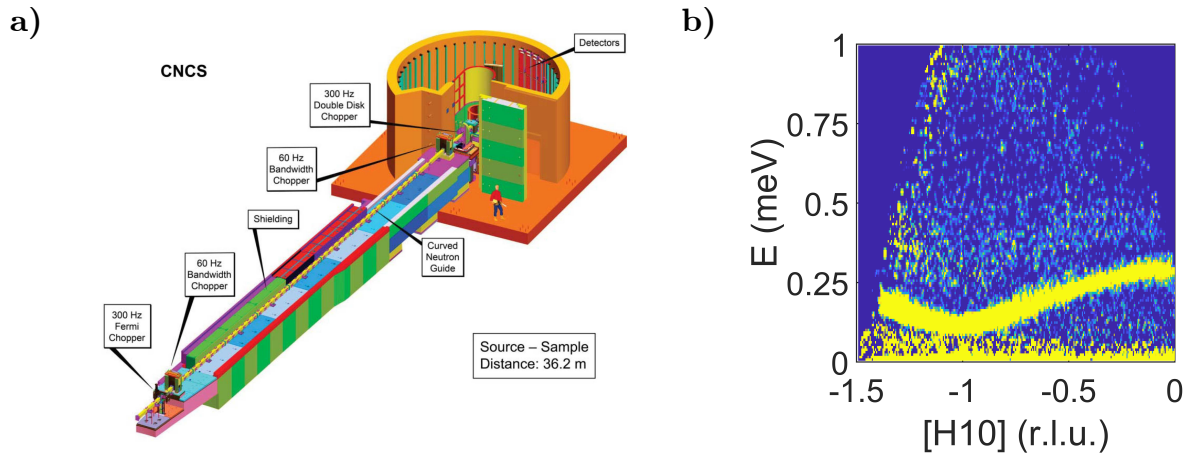 a)
CNCS
Detectors
300 Hz
Double Disk
Chopper
60 Hz
Bandwidth
Chopper
Shielding
60 Hz
Bandwidth
Chopper
300 Hz
Fermi
Chopper
Curved
Neutron
Guide
Source – Sample
Distance: 36.2 m
b)
E (meV)
1
0.75
0.5
0.25
0
-1.5
-1
-0.5
0
[H10] (r.l.u.)